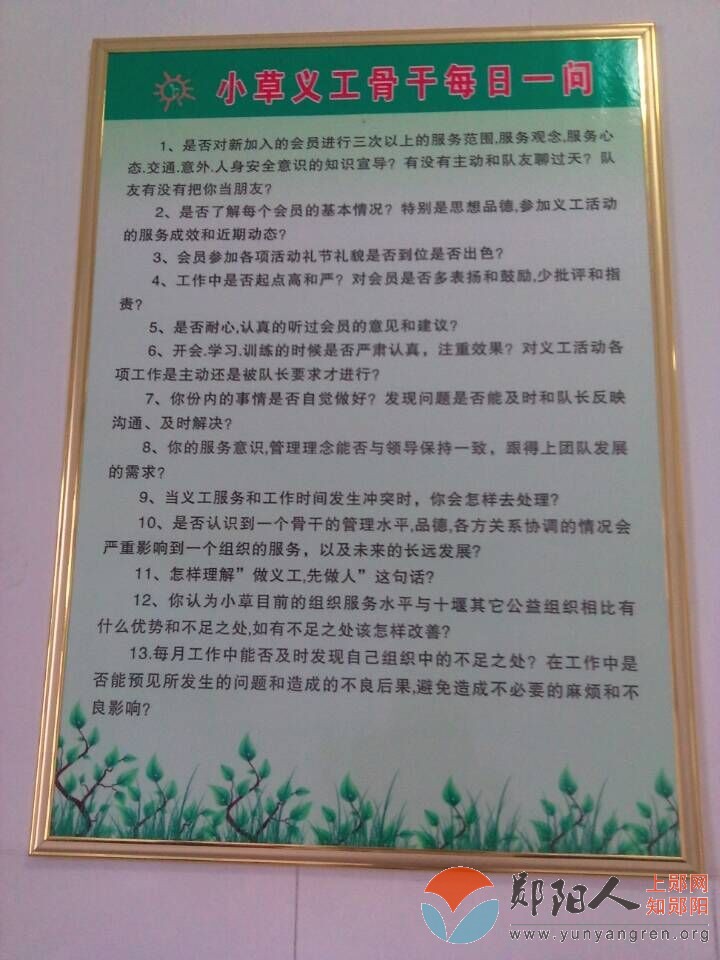 小草义工骨干每日一问
1、是否对新加入的会员进行三次以上的服务范围,服务观念,服务心
态.交通.意外.人身安全意识的知识宣导？有没有主动和队友聊过天？队
友有没有把你当朋友？
2、是否了解每个会员的基本情况？特别是思想品德,参加义工活动
的服务成效和近期动态？
3、会员参加各项活动礼节礼貌是否到位是否出色？
4、工作中是否起点高和严？对会员是否多表扬和鼓励,少批评和指
责？
5、是否耐心,认真的听过会员的意见和建议？
6、开会.学习.训练的时候是否严肃认真，注重效果？对义工活动各
项工作是主动还是被队长要求才进行？
7、你份内的事情是否自觉做好？发现问题是否能及时和队长反映
沟通、及时解决？
8、你的服务意识,管理理念能否与领导保持一致，跟得上团队发展
的需求？
9、当义工服务和工作时间发生冲突时，你会怎样去处理？
10、是否认识到一个骨干的管理水平,品德,各方关系协调的情况会
严重影响到一个组织的服务，以及未来的长远发展？
11、怎样理解”做义工,先做人”这句话？
12、你认为小草目前的组织服务水平与十堰其它公益组织相比有
什么优势和不足之处,如有不足之处该怎样改善？
13.每月工作中能否及时发现自己组织中的不足之处？在工作中是
否能预见所发生的问题和造成的不良后果,避免造成不必要的麻烦和不
良影响？
郧阳人 上郧网
知郧阳
www.yunyangren.org